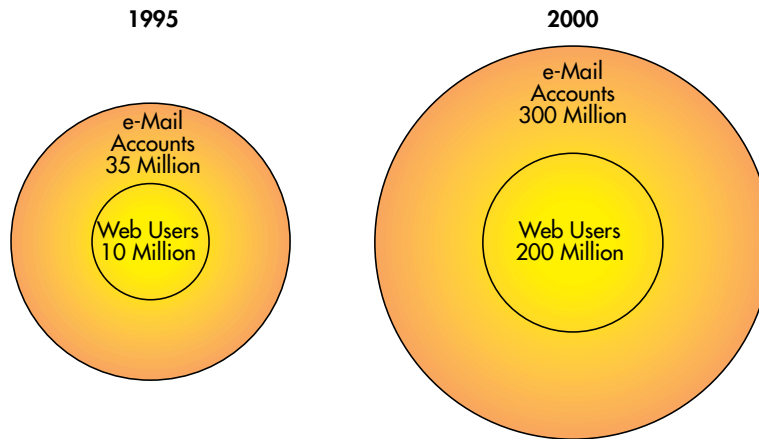 1995
e-Mail
Accounts
35 Million
Web Users
10 Million
2000
e-Mail
Accounts
300 Million
Web Users
200 Million